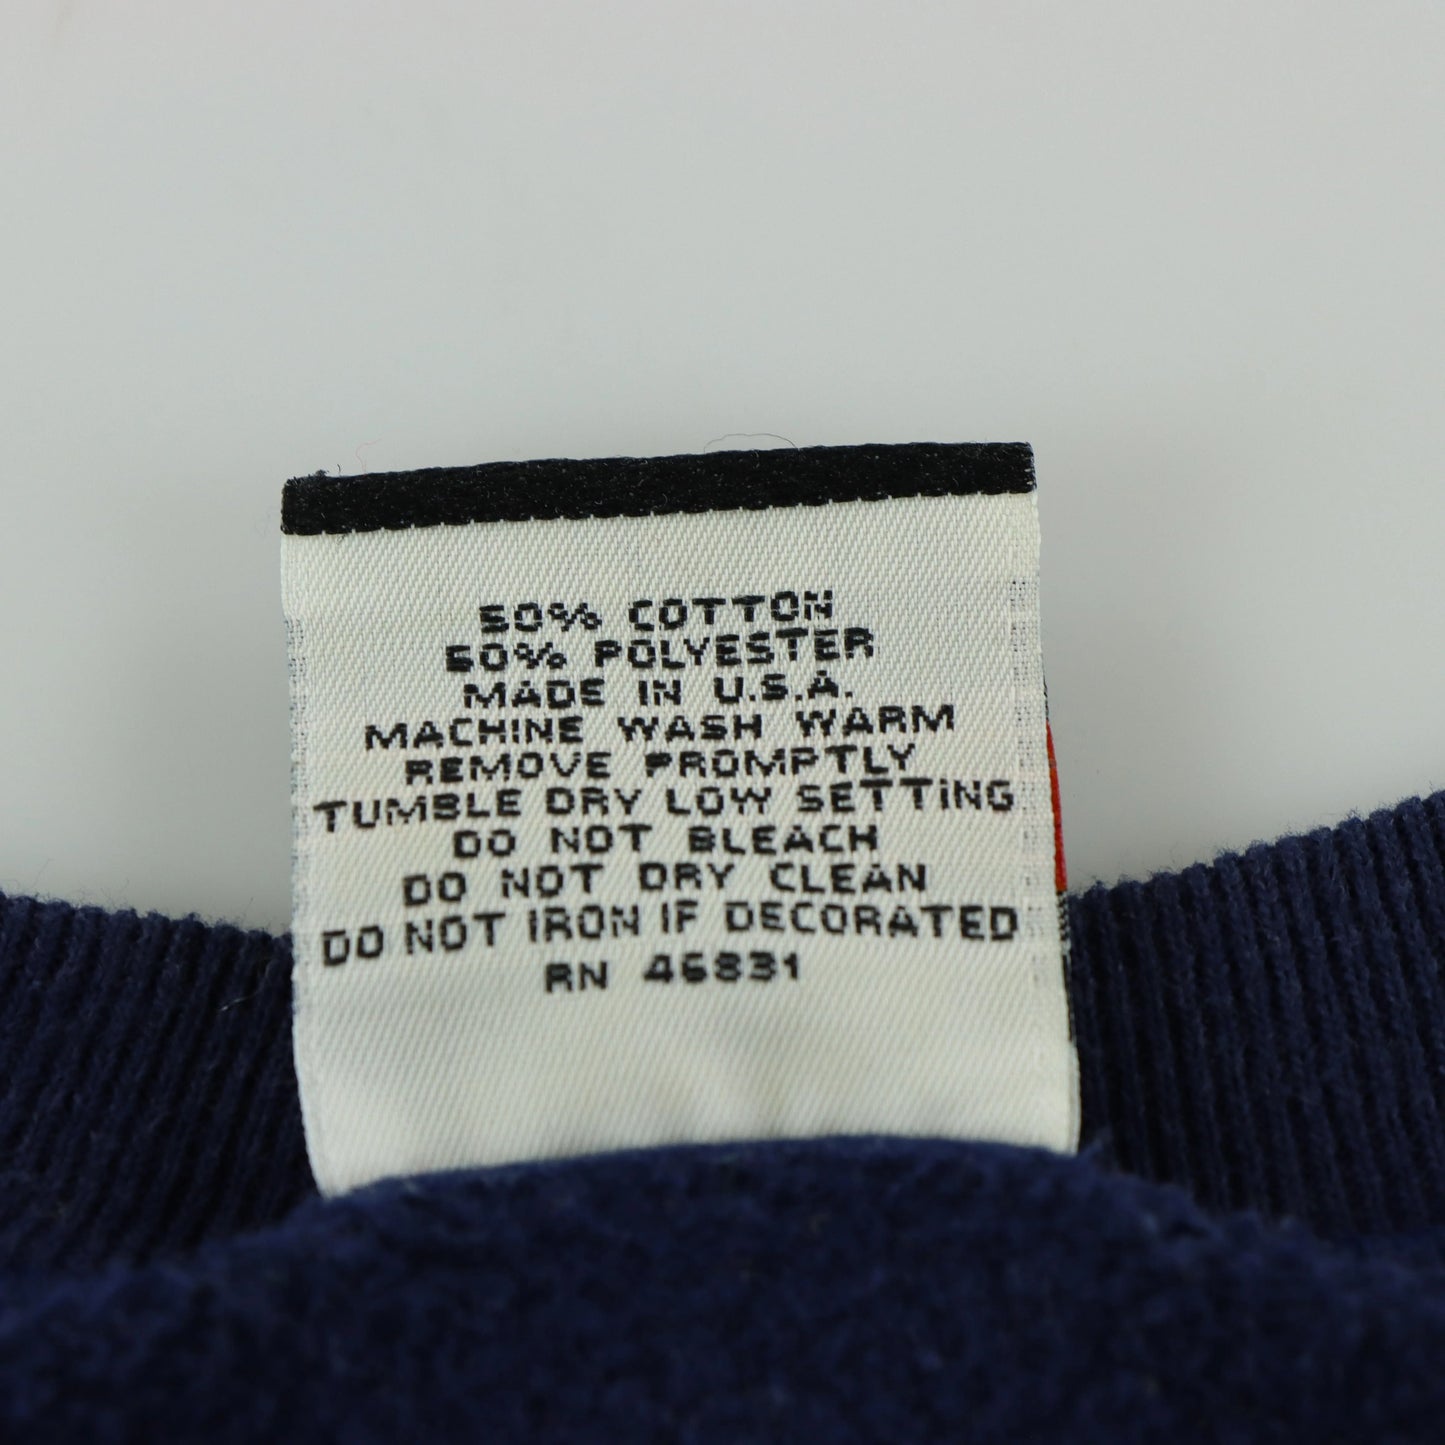 50% COTTON
50% POLYESTER
MADE IN U.S.A.
MACHINE WASH WARM
REMOVE PROMPTLY
TUMBLE DRY LOW SETTING
DO NOT BLEACH
DO NOT DRY CLEAN
DO NOT IRON IF DECORATED
RN 46831